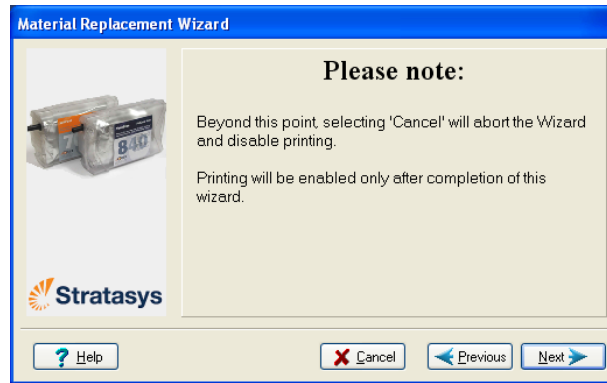 Material Replacement Wizard
Please note:
Beyond this point, selecting 'Cancel' will abort the Wizard
and disable printing.
Printing will be enabled only after completion of this
wizard.
840
Stratasys
? Help
Cancel
Previous
Next